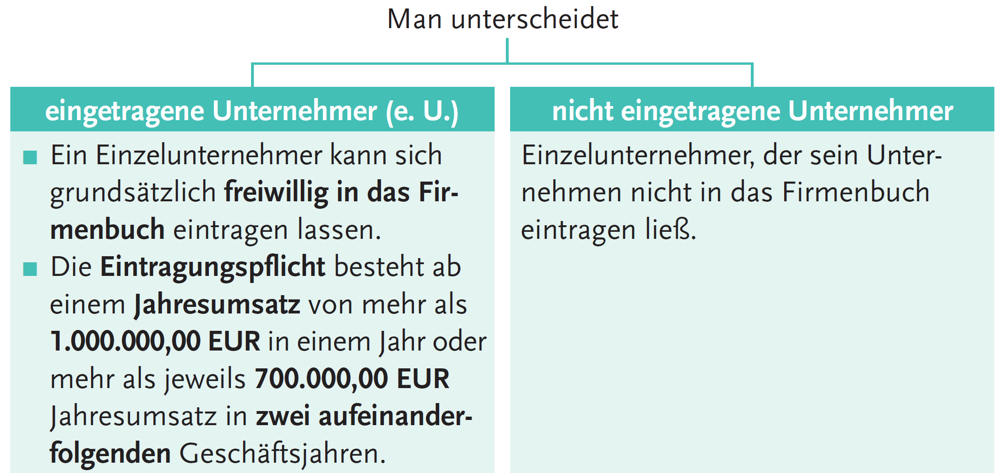 Man unterscheidet
eingetragene Unternehmer (e. U.)
Ein Einzelunternehmer kann sich
grundsätzlich freiwillig in das Fir-
menbuch eintragen lassen.
Die Eintragungspflicht besteht ab
einem Jahresumsatz von mehr als
1.000.000,00 EUR in einem Jahr oder
mehr als jeweils 700.000,00 EUR
Jahresumsatz in zwei aufeinander-
folgenden Geschäftsjahren.
nicht eingetragene Unternehmer
Einzelunternehmer, der sein Unter-
nehmen nicht in das Firmenbuch
eintragen ließ.